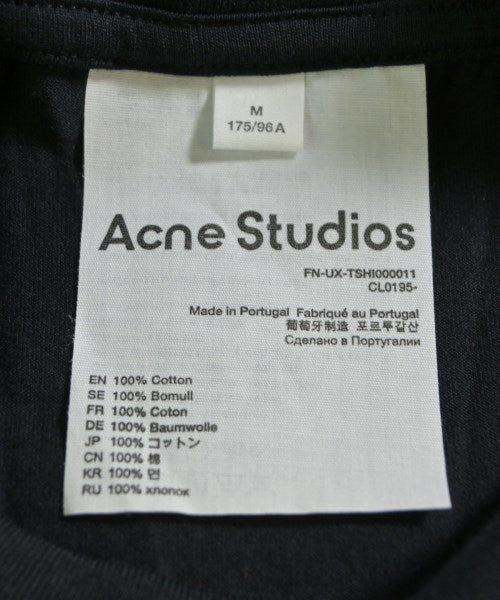 M
175/96A
Acne Studios
FN-UX-TSHI000011
CL0195-
Made in Portugal Fabriqué au Portugal
葡萄牙制造 포르투갈산
Сделано в Португалии
EN 100% Cotton
SE 100% Bomull
FR 100% Coton
DE 100% Baumwolle
JP 100% コットン
CN 100% 棉
KR 100% 면
RU 100% хлопок